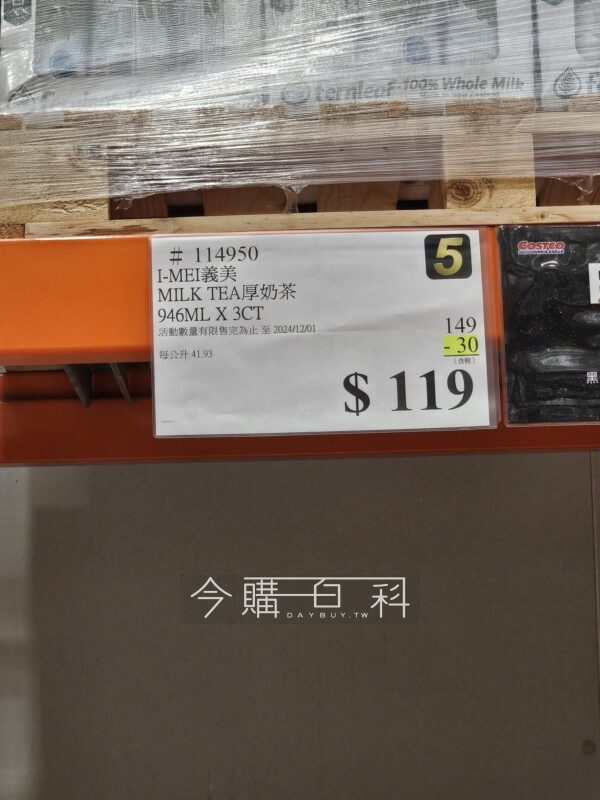 fernleaf 100% Whole Milk
# 114950
5
I-MEI義美
MILK TEA厚奶茶
946ML X 3CT
活動數量有限售完為止 至 2024/12/01
149
- 30
(含稅)
每公升 41.93
$ 119
COSTCO
WHOLESALE
黑
今購百科
DAYBUY.TW